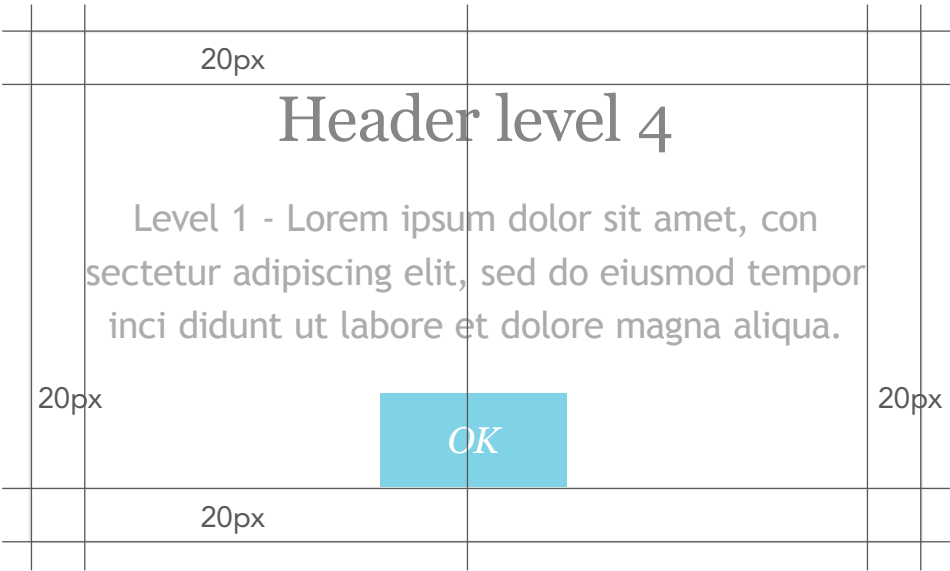 20px
Header level 4
Level 1 - Lorem ipsum dolor sit amet, con
sectetur adipiscing elit, sed do eiusmod tempor
inci didunt ut labore et dolore magna aliqua.
20px
20px
OK
20px